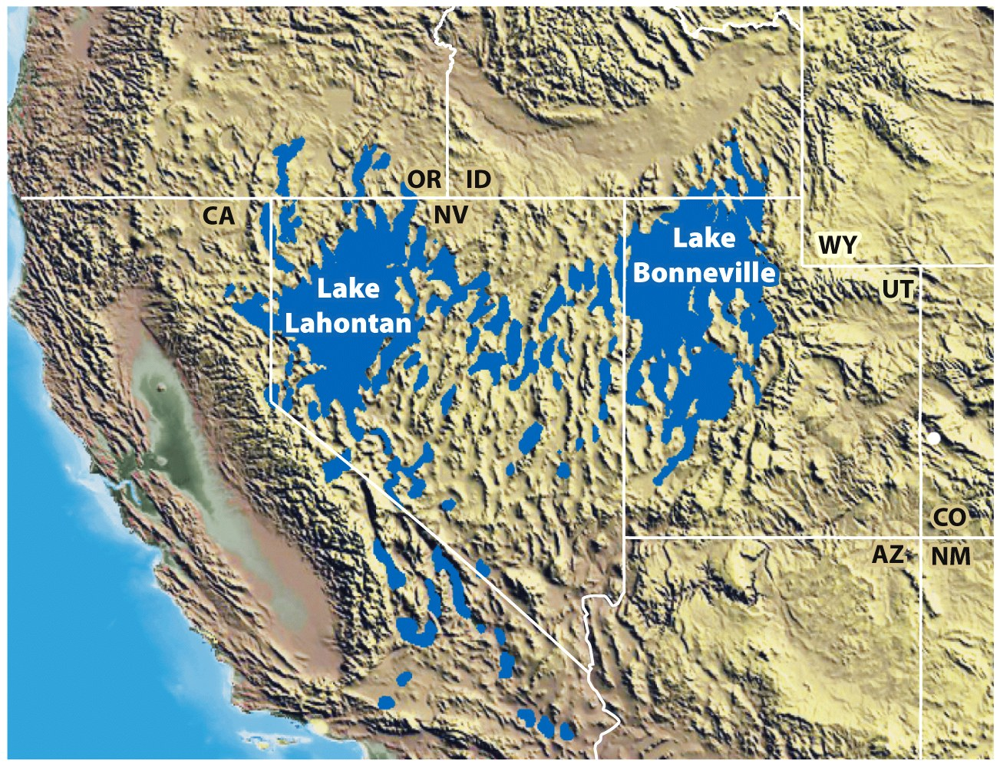 OR
ID
CA
NV
Lake
Bonneville
WY
Lake
Lahontan
UT
CO
AZ
NM